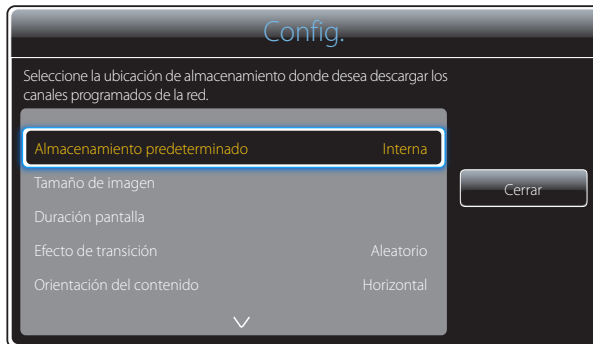 Config.
Seleccione la ubicación de almacenamiento donde desea descargar los
canales programados de la red.
Almacenamiento predeterminado Interna
Tamaño de imagen
Cerrar
Duración pantalla
Efecto de transición Aleatorio
Orientación del contenido Horizontal